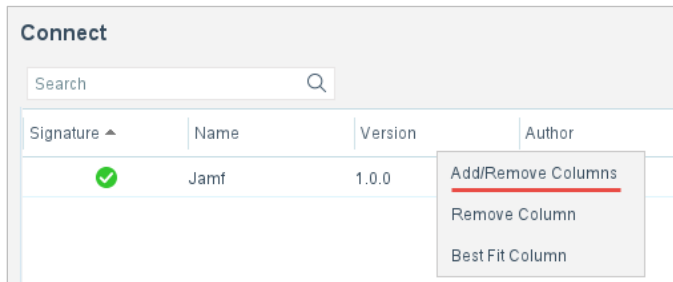 Connect
Search
Signature Name Version Author
Jamf 1.0.0
Add/Remove Columns
Remove Column
Best Fit Column